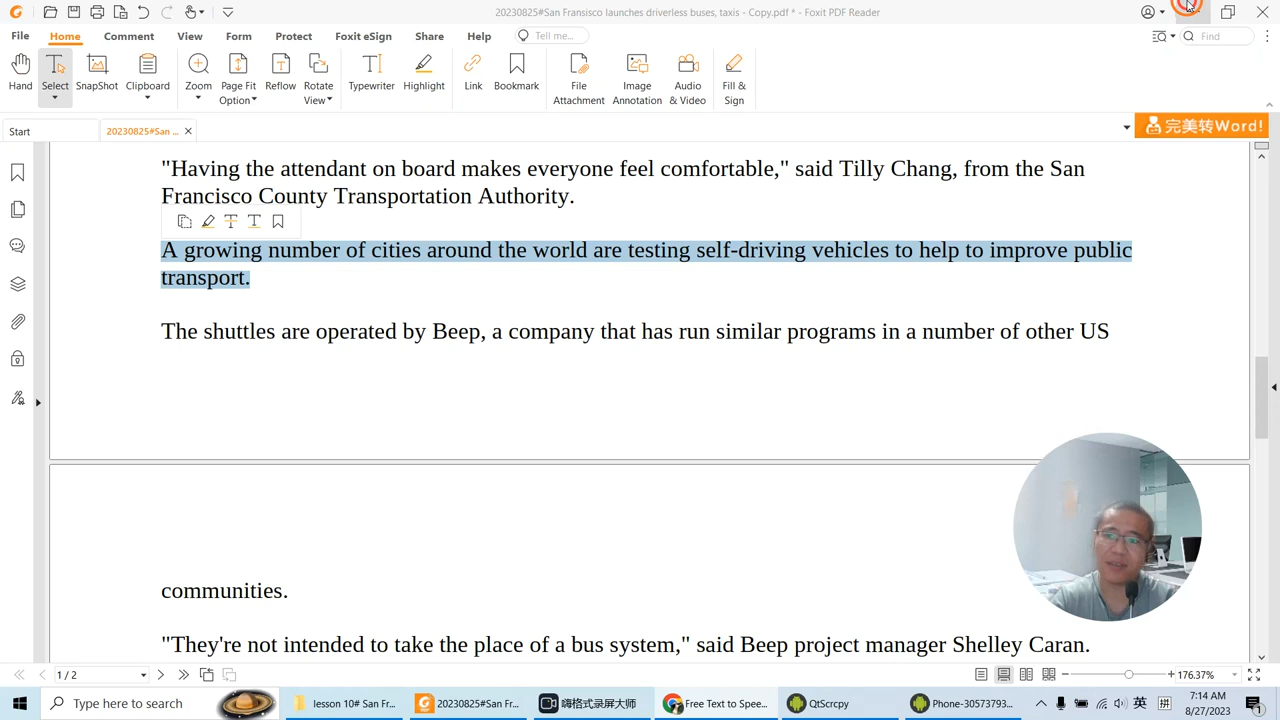 20230825#San Fransisco launches driverless buses, taxis - Copy.pdf * - Foxit PDF Reader
File Home Comment View Form Protect Foxit eSign Share Help Tell me... Find
Hand Select SnapShot Clipboard Zoom Page Fit Option Reflow Rotate View Typewriter Highlight Link Bookmark File Attachment Image Annotation Audio & Video Fill & Sign
Start 20230825#San ... 完美转Word!
"Having the attendant on board makes everyone feel comfortable," said Tilly Chang, from the San
Francisco County Transportation Authority.
A growing number of cities around the world are testing self-driving vehicles to help to improve public
transport.
The shuttles are operated by Beep, a company that has run similar programs in a number of other US
communities.
"They're not intended to take the place of a bus system," said Beep project manager Shelley Caran.
1 / 2 176.37%
Type here to search lesson 10# San Fr... 20230825#San Fr... 嗨格式录屏大师 Free Text to Spee... QtScrcpy Phone-30573793... 英 拼 7:14 AM
8/27/2023 1